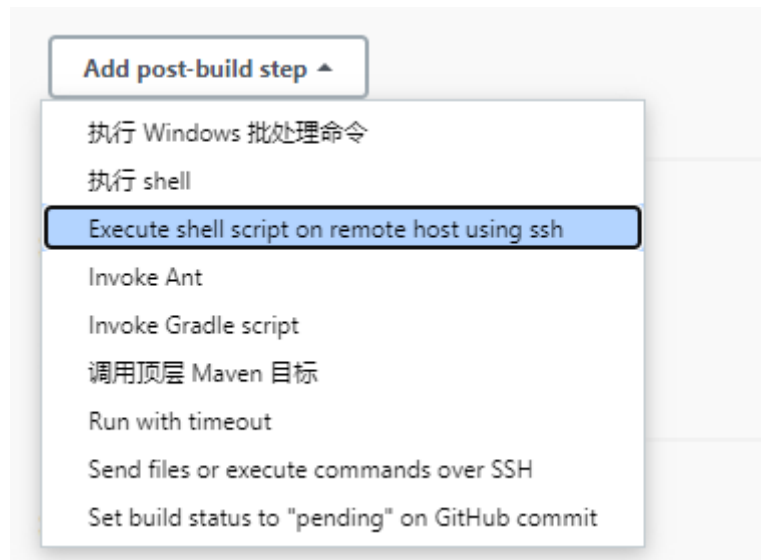 Add post-build step
执行 Windows 批处理命令
执行 shell
Execute shell script on remote host using ssh
Invoke Ant
Invoke Gradle script
调用顶层 Maven 目标
Run with timeout
Send files or execute commands over SSH
Set build status to "pending" on GitHub commit